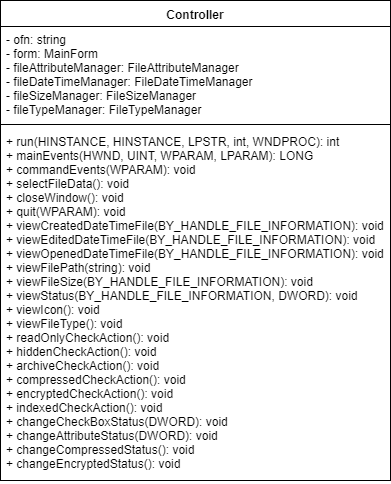 Controller
- ofn: string
- form: MainForm
- fileAttributeManager: FileAttributeManager
- fileDateTimeManager: FileDateTimeManager
- fileSizeManager: FileSizeManager
- fileTypeManager: FileTypeManager
+ run(HINSTANCE, HINSTANCE, LPSTR, int, WNDPROC): int
+ mainEvents(HWND, UINT, WPARAM, LPARAM): LONG
+ commandEvents(WPARAM): void
+ selectFileData(): void
+ closeWindow(): void
+ quit(WPARAM): void
+ viewCreatedDateTimeFile(BY_HANDLE_FILE_INFORMATION): void
+ viewEditedDateTimeFile(BY_HANDLE_FILE_INFORMATION): void
+ viewOpenedDateTimeFile(BY_HANDLE_FILE_INFORMATION): void
+ viewFilePath(string): void
+ viewFileSize(BY_HANDLE_FILE_INFORMATION): void
+ viewStatus(BY_HANDLE_FILE_INFORMATION, DWORD): void
+ viewIcon(): void
+ viewFileType(): void
+ readOnlyCheckAction(): void
+ hiddenCheckAction(): void
+ archiveCheckAction(): void
+ compressedCheckAction(): void
+ encryptedCheckAction(): void
+ indexedCheckAction(): void
+ changeCheckBoxStatus(DWORD): void
+ changeAttributeStatus(DWORD): void
+ changeCompressedStatus(): void
+ changeEncryptedStatus(): void